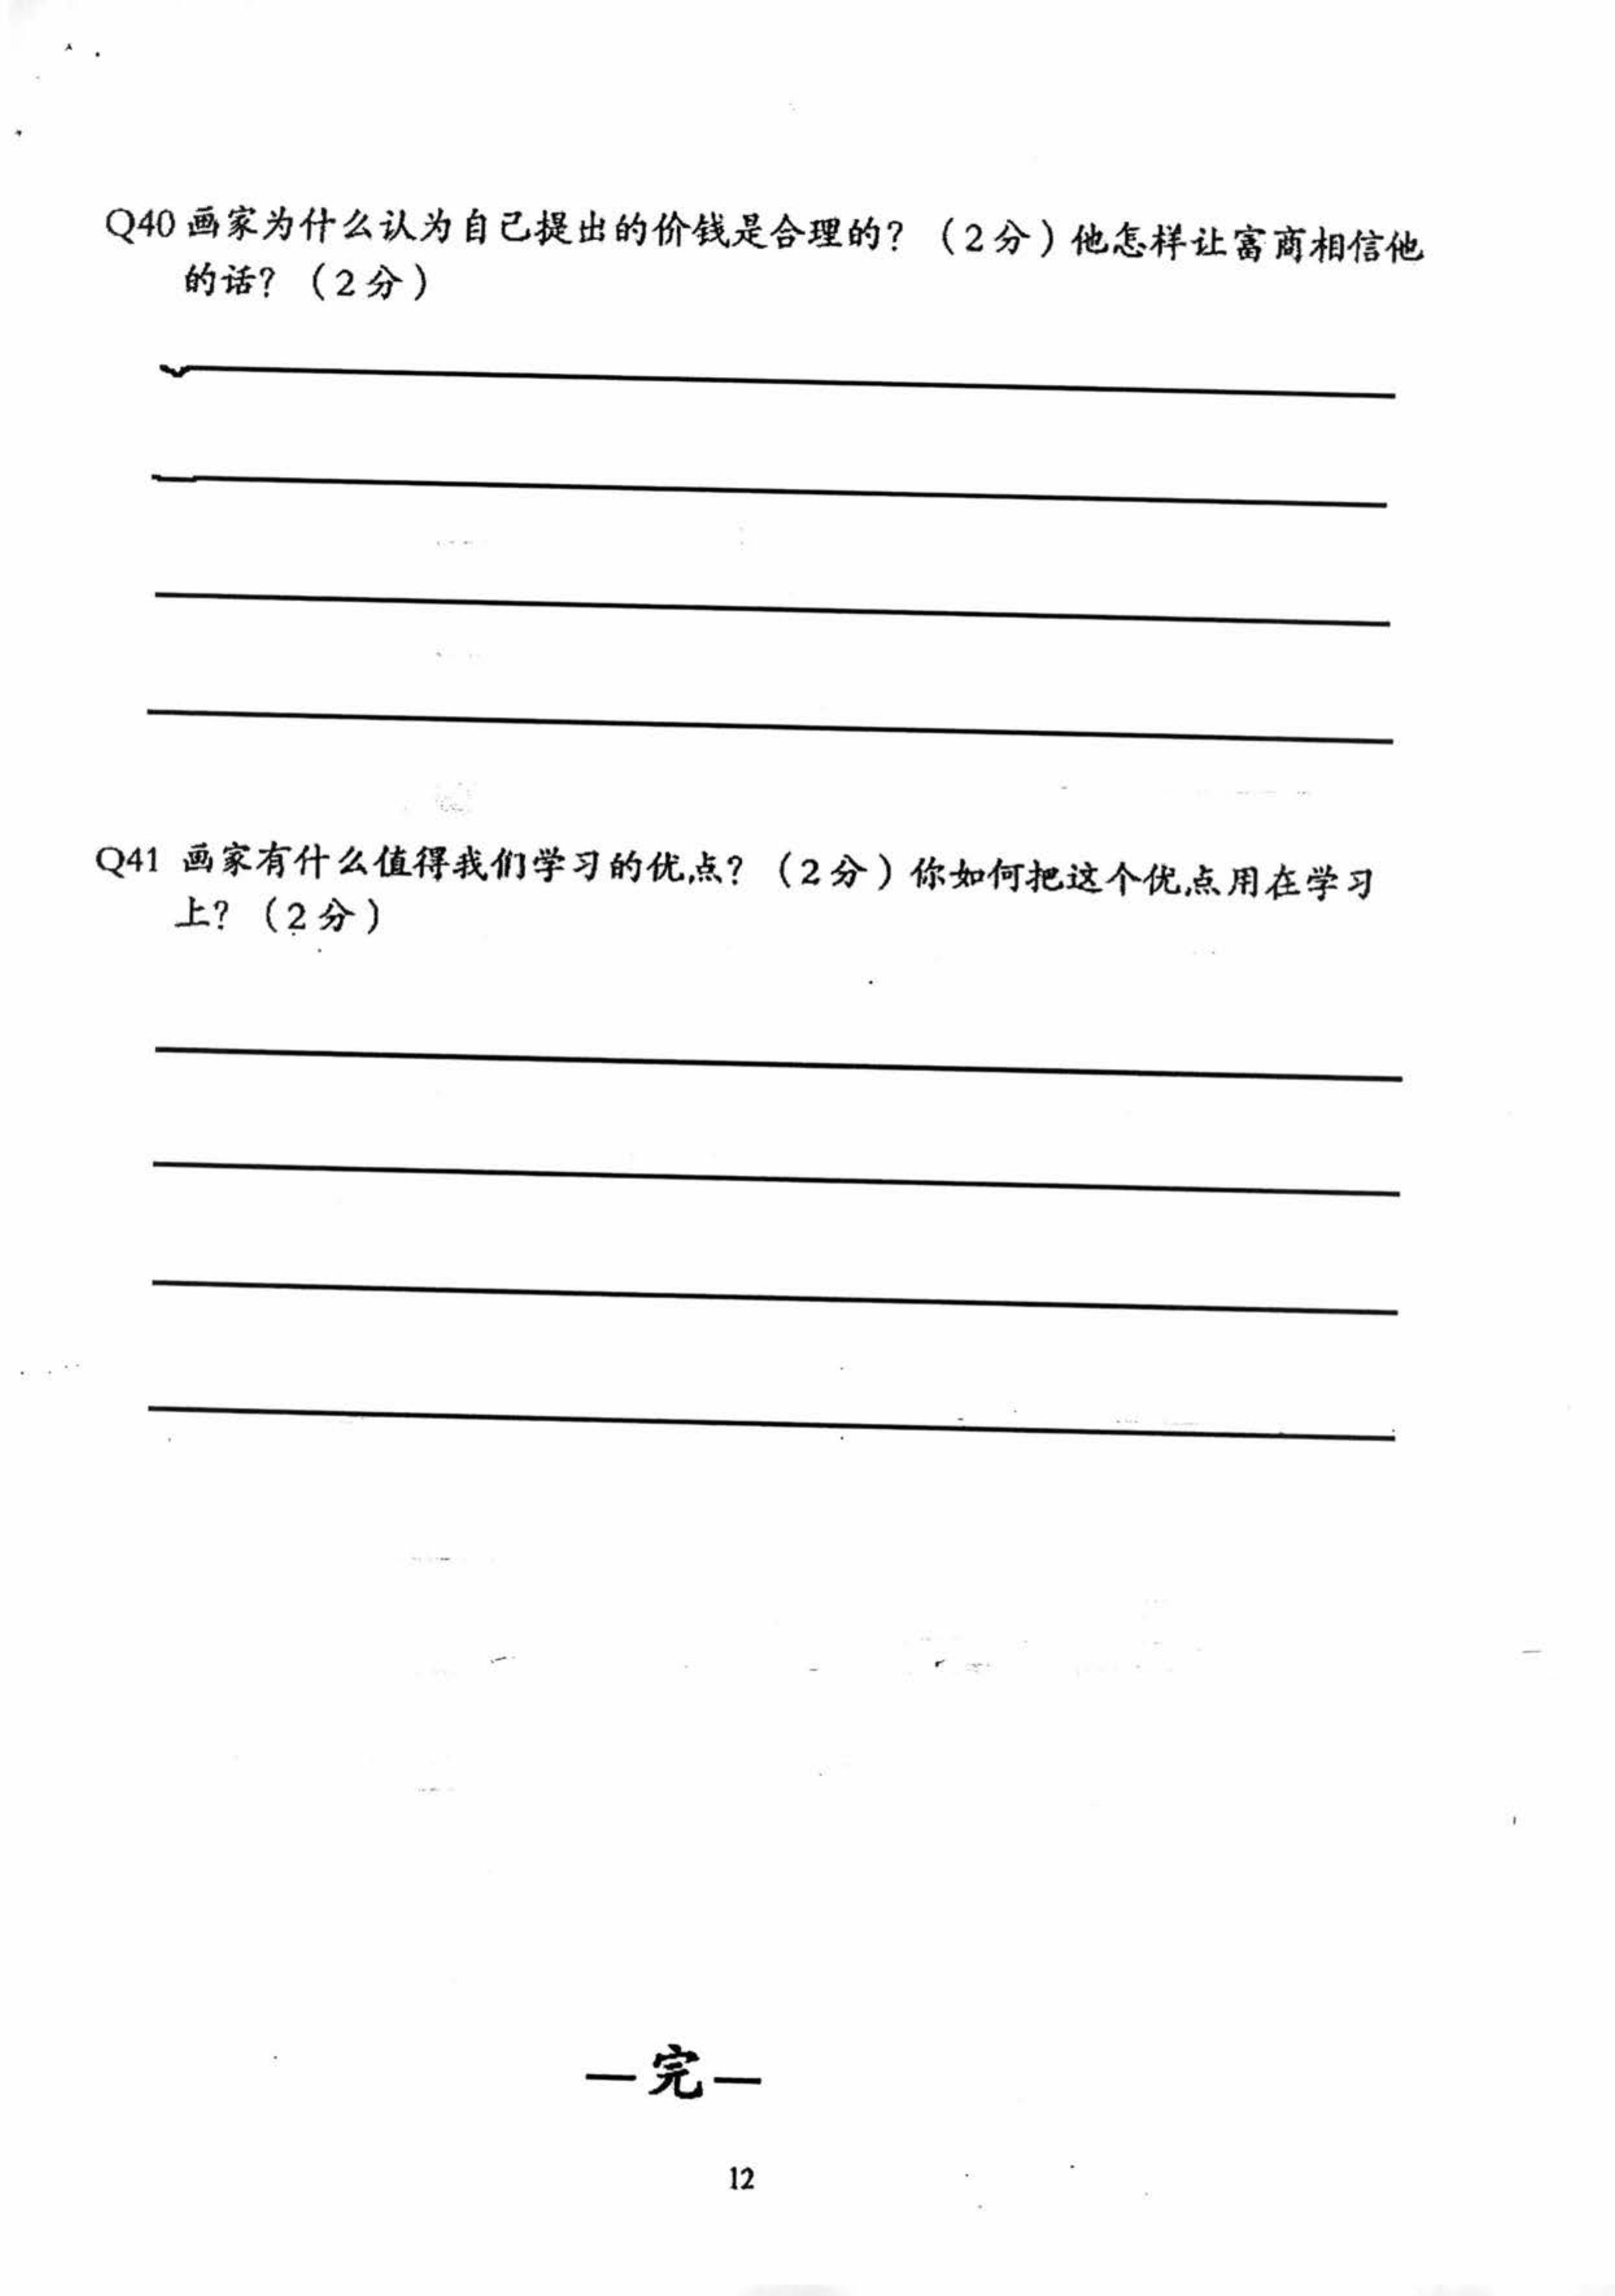 Q40 画家为什么认为自己提出的价钱是合理的？（2分）他怎样让富商相信他
的话？（2分）
Q41 画家有什么值得我们学习的优点？（2分）你如何把这个优点用在学习
上？（2分）
—完—
12